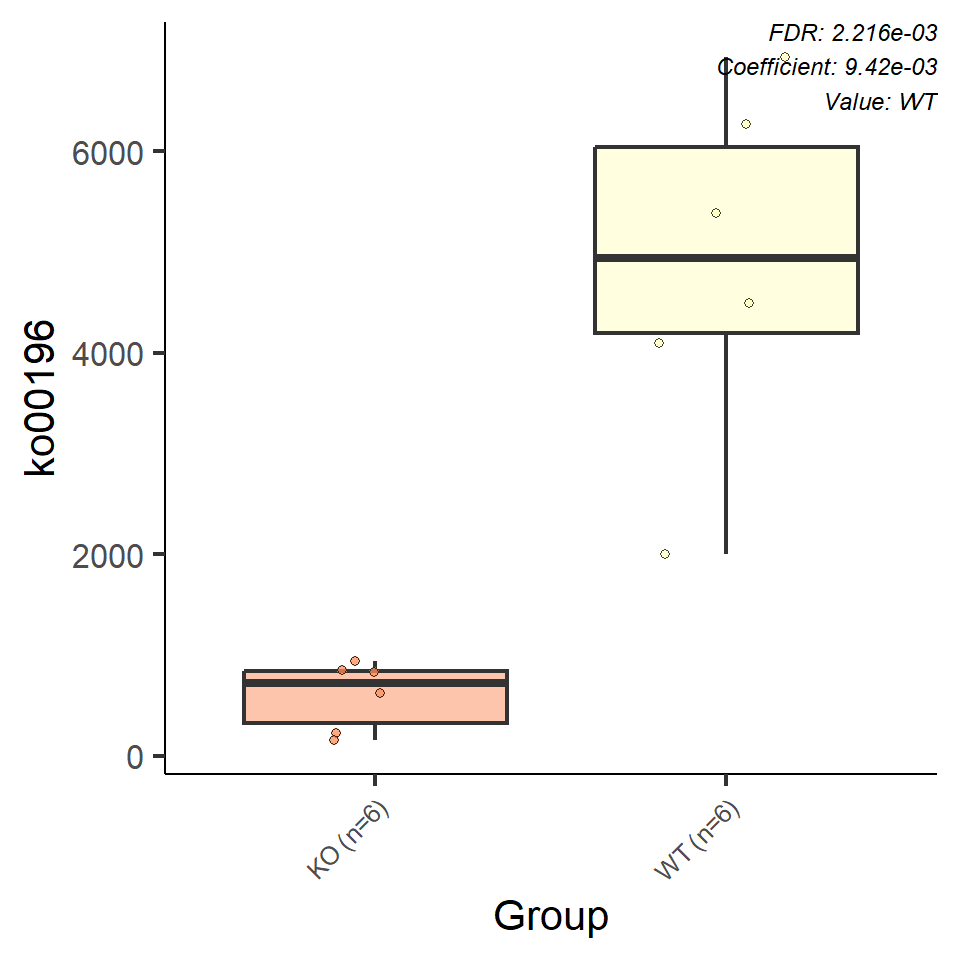 FDR: 2.216e-03
Coefficient: 9.42e-03
Value: WT
6000
4000
2000
0
ko00196
KO (n=6)
WT (n=6)
Group